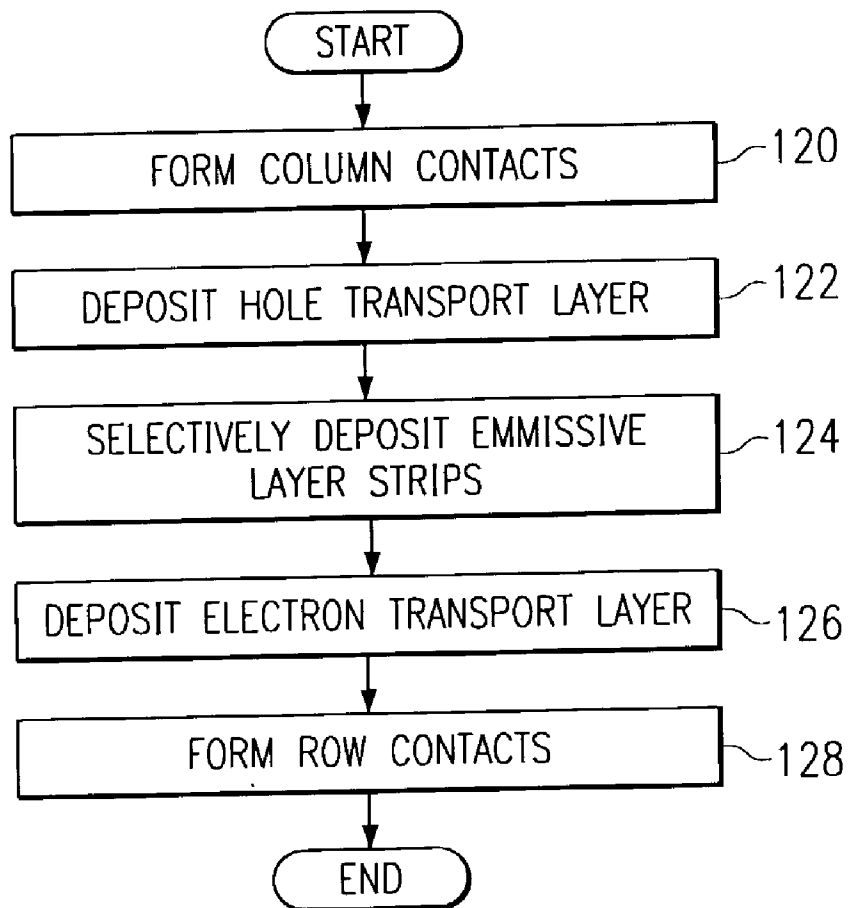 START
FORM COLUMN CONTACTS
120
DEPOSIT HOLE TRANSPORT LAYER
122
SELECTIVELY DEPOSIT EMMISSIVE
LAYER STRIPS
124
DEPOSIT ELECTRON TRANSPORT LAYER
126
FORM ROW CONTACTS
128
END